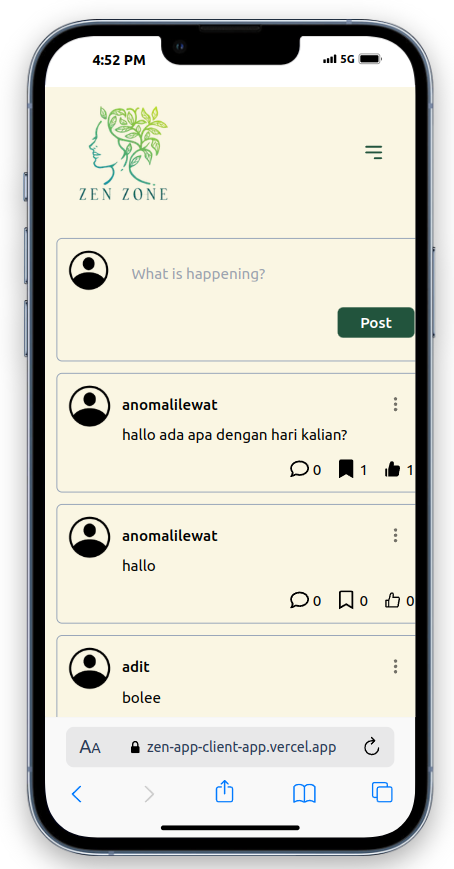 4:52 PM
5G
ZEN ZONE
What is happening?
Post
anomalilewat
hallo ada apa dengan hari kalian?
0 1 1
anomalilewat
hallo
0 0 0
adit
bolee
AA zen-app-client-app.vercel.app